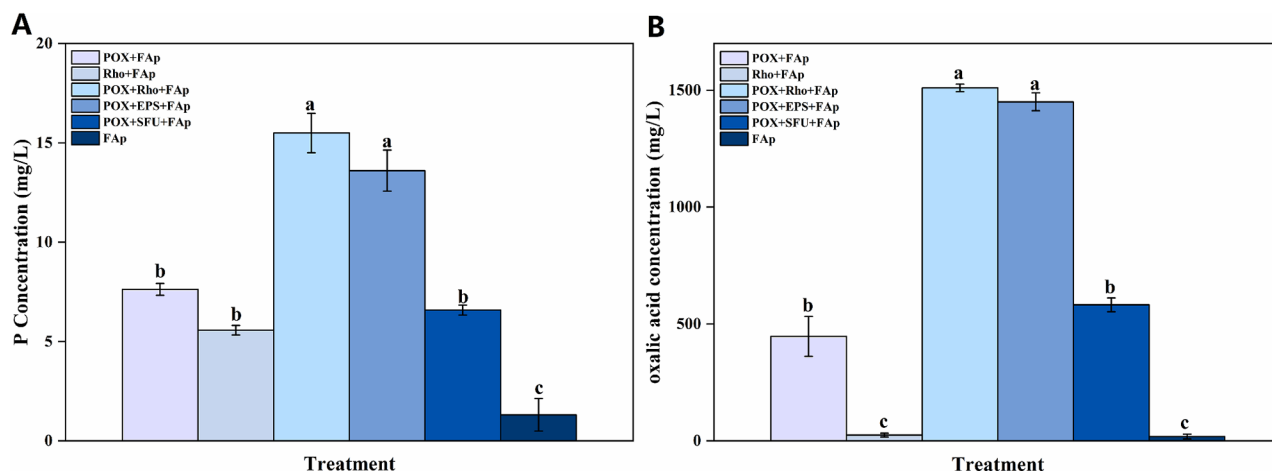 A
P Concentration (mg/L)
20
15
10
5
0
POX+FAp
Rho+FAp
POX+Rho+FAp
POX+EPS+FAp
POX+SFU+FAp
FAp
b
b
a
a
b
c
Treatment
B
oxalic acid concentration (mg/L)
1500
1000
500
0
POX+FAp
Rho+FAp
POX+Rho+FAp
POX+EPS+FAp
POX+SFU+FAp
FAp
b
c
a
a
b
c
Treatment